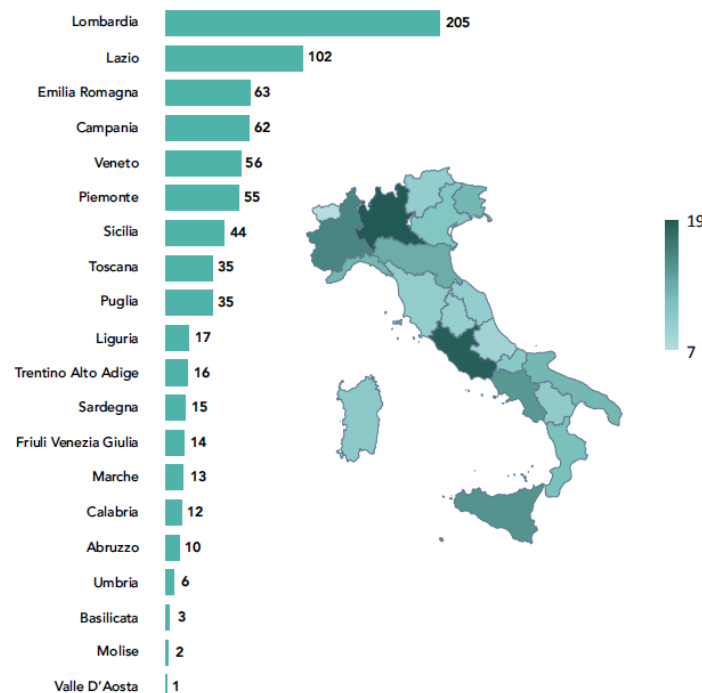 Lombardia 205
Lazio 102
Emilia Romagna 63
Campania 62
Veneto 56
Piemonte 55
Sicilia 44
Toscana 35
Puglia 35
Liguria 17
Trentino Alto Adige 16
Sardegna 15
Friuli Venezia Giulia 14
Marche 13
Calabria 12
Abruzzo 10
Umbria 6
Basilicata 3
Molise 2
Valle D'Aosta 1
19
7